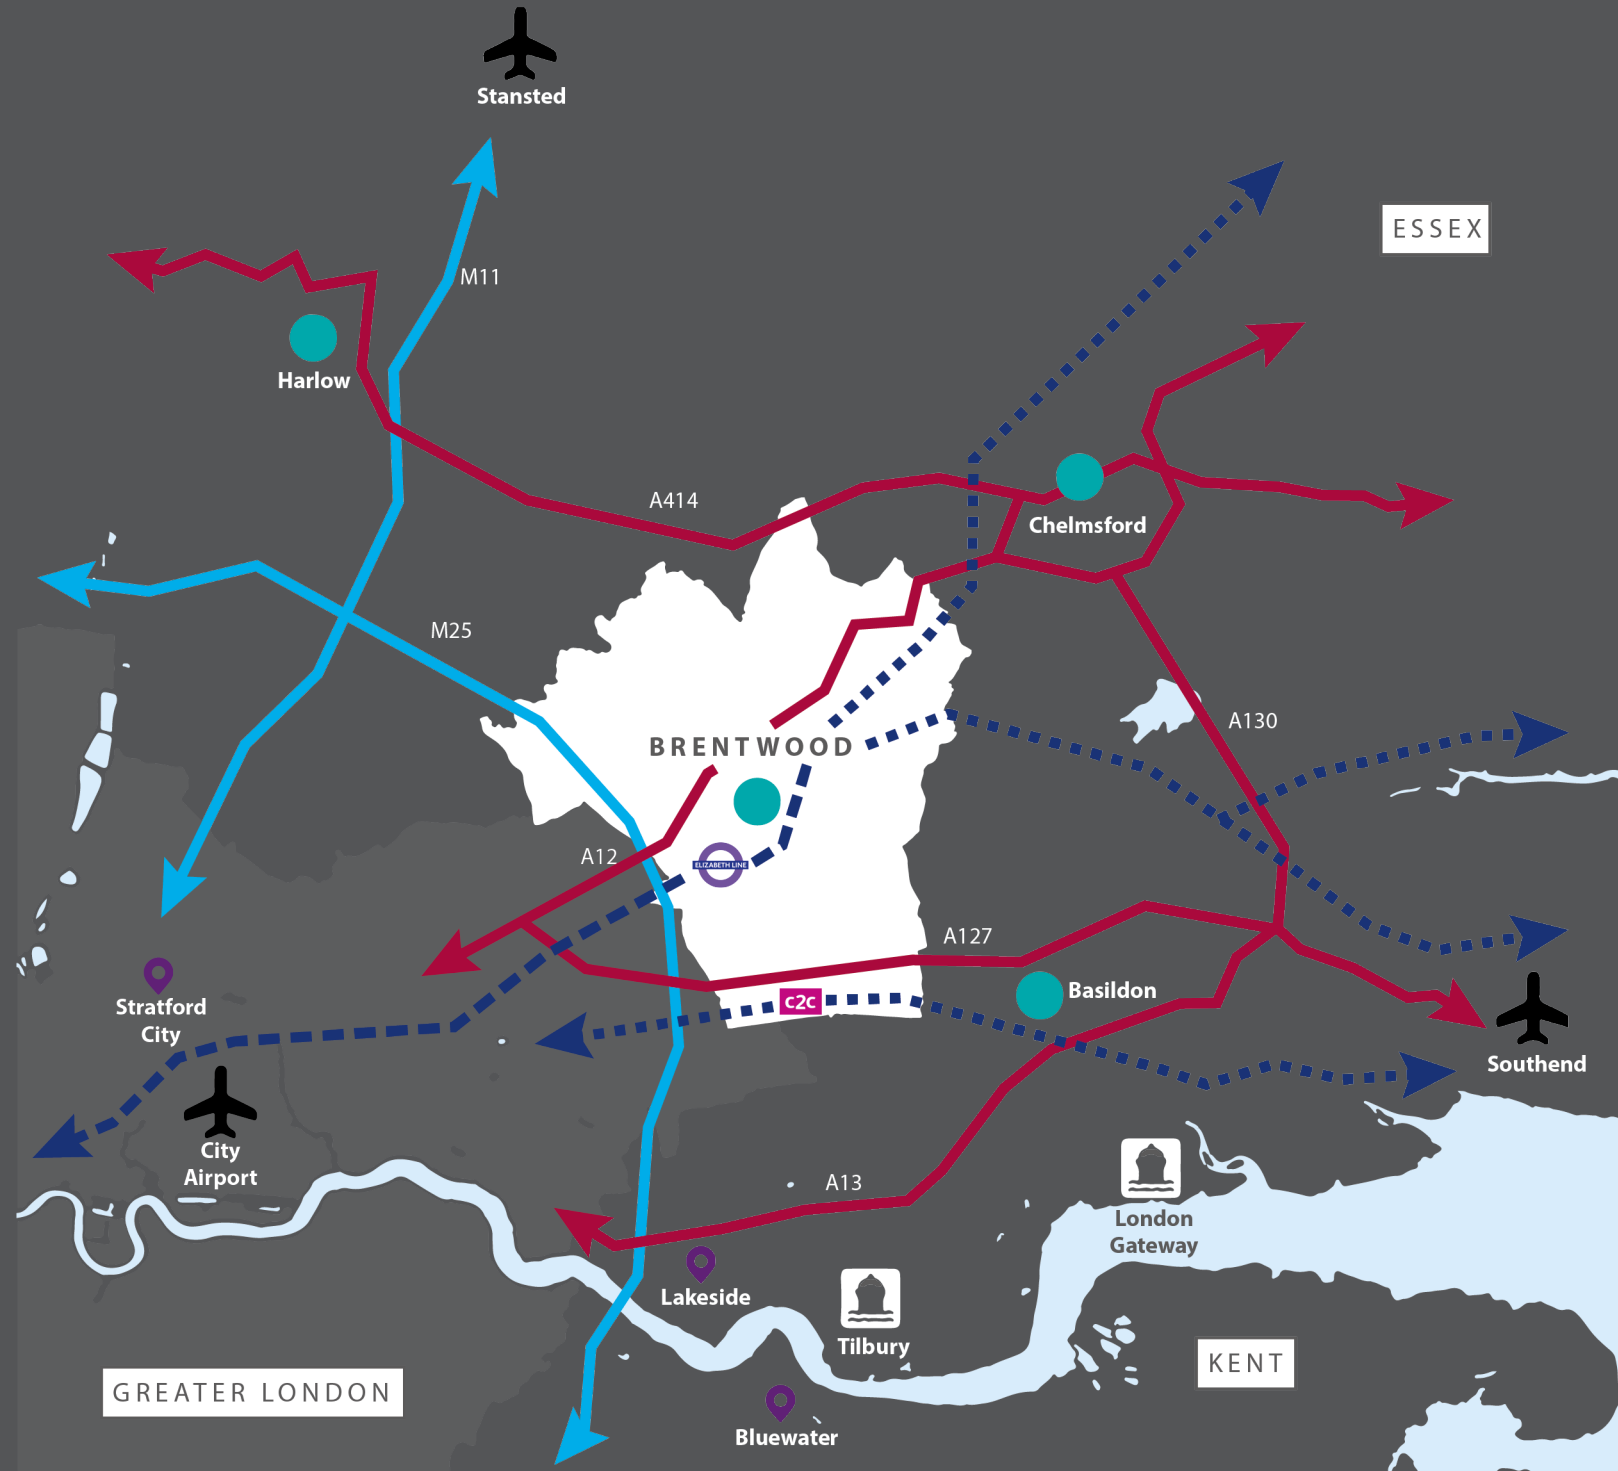 Stansted
ESSEX
M11
Harlow
A414
Chelmsford
M25
A130
BRENTWOOD
A12
ELIZABETH LINE
A127
Basildon
c2c
Stratford
City
Southend
City
Airport
A13
London
Gateway
Lakeside
Tilbury
KENT
GREATER LONDON
Bluewater